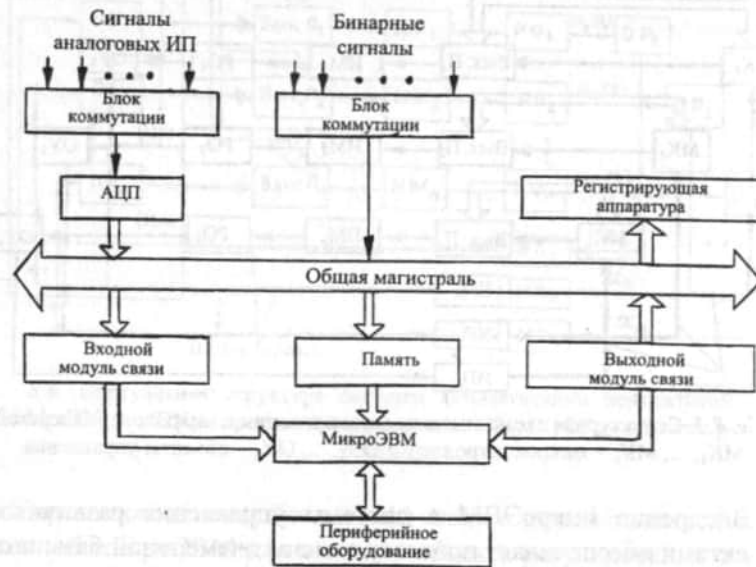 Сигналы
аналоговых ИП
Бинарные
сигналы
Блок
коммутации
Блок
коммутации
АЦП
Регистрирующая
аппаратура
Общая магистраль
Входной
модуль связи
Память
Выходной
модуль связи
МикроЭВМ
Периферийное
оборудование